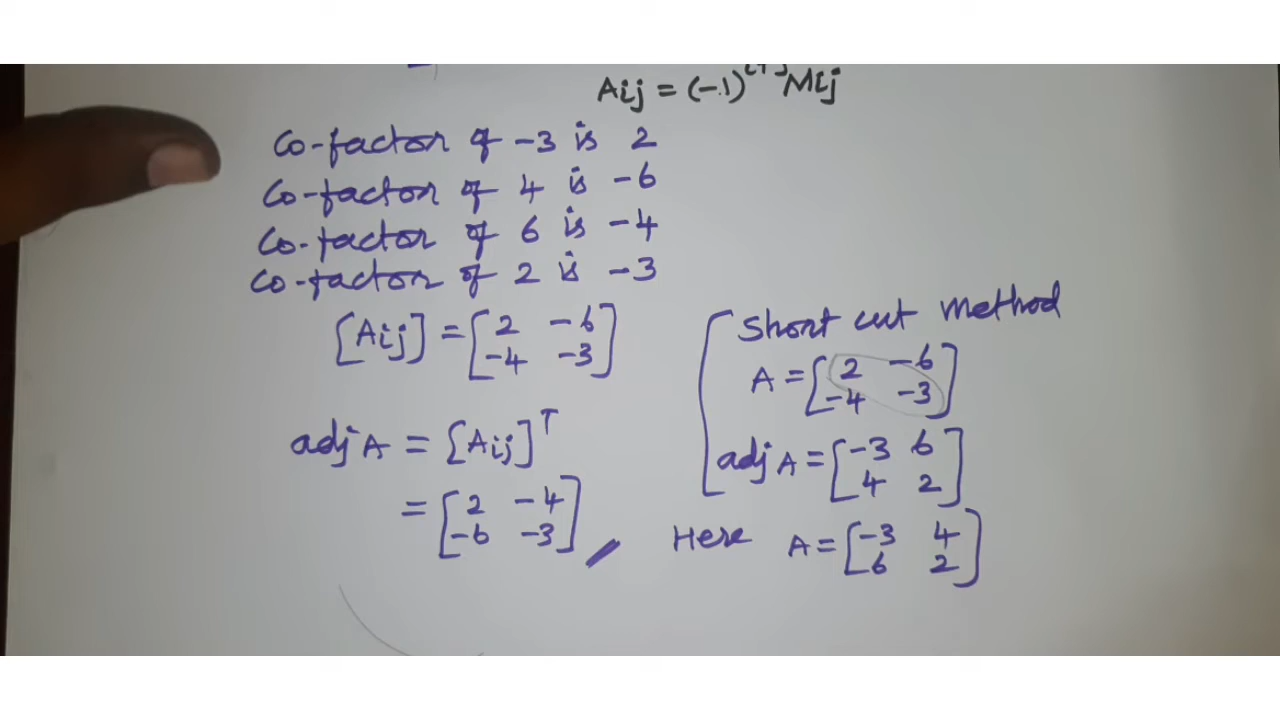 Aij = (-1)^i+j Mij
Co-factor of -3 is 2
Co-factor of 4 is -6
Co-factor of 6 is -4
Co-factor of 2 is -3
[Aij] = [2 -6
-4 -3]
adj A = [Aij]^T
= [2 -4
-6 -3]
Short cut method
A = [2 -6
-4 -3]
adj A = [-3 6
4 2]
Here A = [-3 4
6 2]